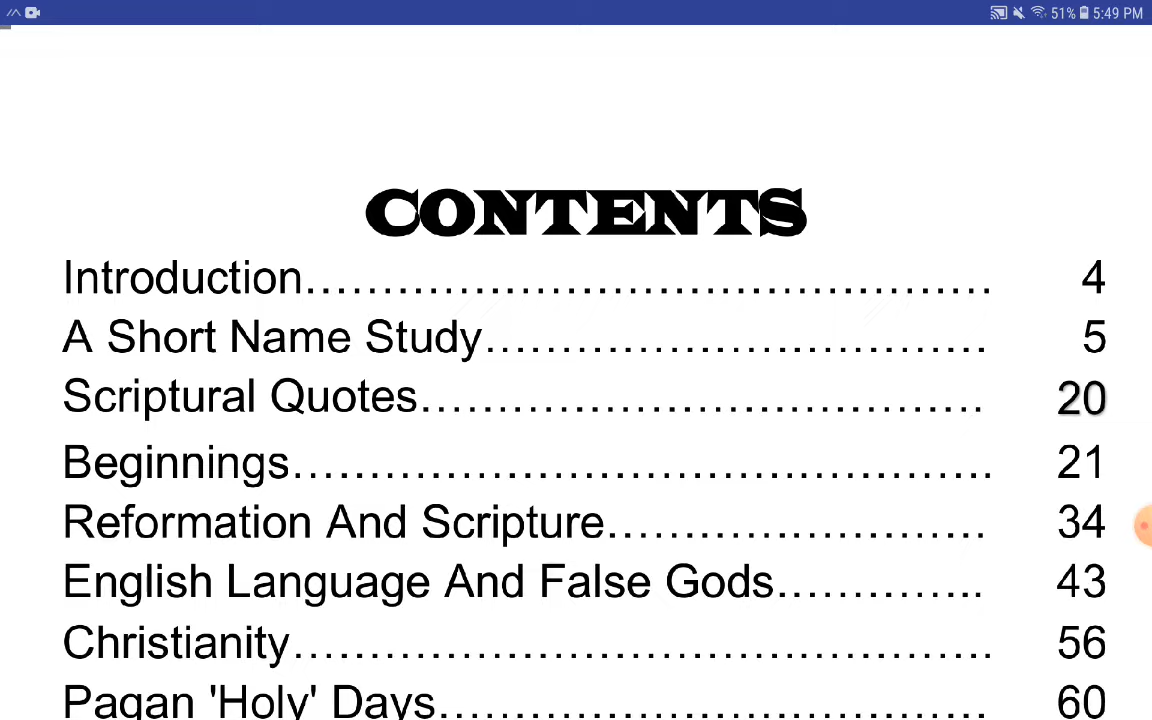 51% 5:49 PM
CONTENTS
Introduction.............................................. 4
A Short Name Study.................................. 5
Scriptural Quotes...................................... 20
Beginnings............................................... 21
Reformation And Scripture......................... 34
English Language And False Gods.............. 43
Christianity............................................... 56
Pagan 'Holy' Days..................................... 60